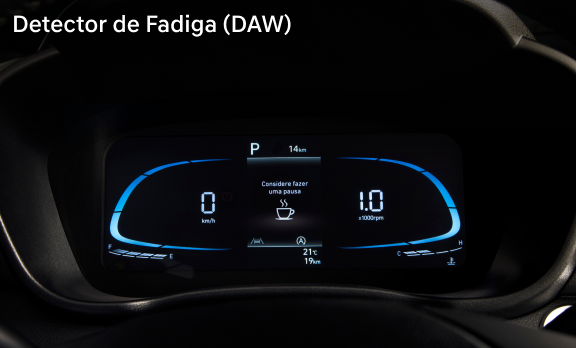 Detector de Fadiga (DAW)
P 14km
Considere fazer
uma pausa
0
km/h
1.0
x1000rpm
A
F E
C H
21°C
19km